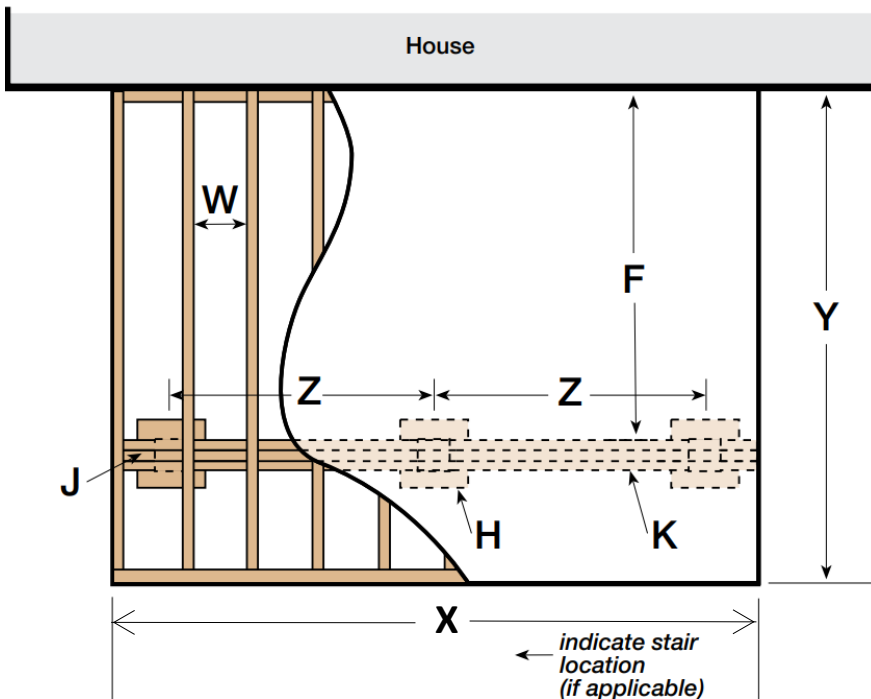 House
W
F
Y
Z
Z
J
H
K
X
indicate stair
location
(if applicable)